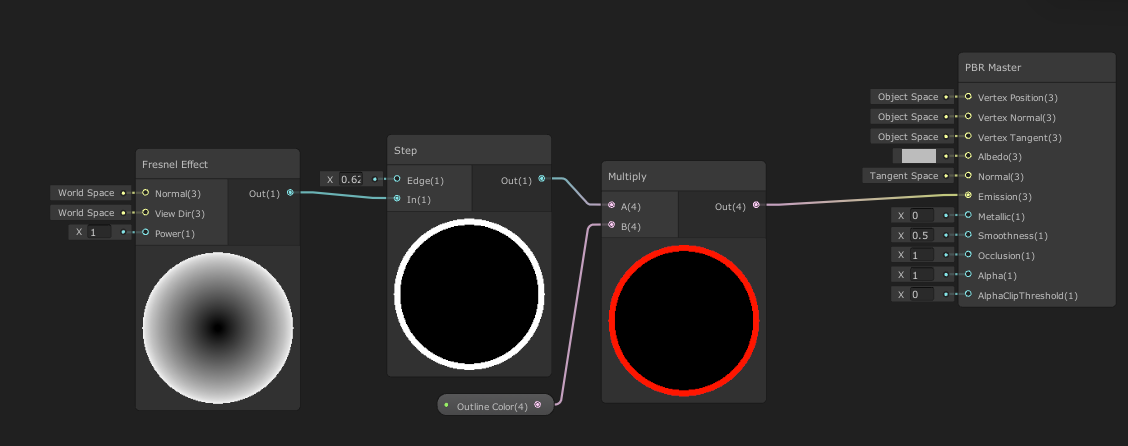 Fresnel Effect
World Space
Normal(3)
Out(1)
World Space
View Dir(3)
X 1
Power(1)
Step
X 0.62
Edge(1)
Out(1)
In(1)
Outline Color(4)
Multiply
A(4)
Out(4)
B(4)
PBR Master
Object Space
Vertex Position(3)
Object Space
Vertex Normal(3)
Object Space
Vertex Tangent(3)
Albedo(3)
Tangent Space
Normal(3)
Emission(3)
X 0
Metallic(1)
X 0.5
Smoothness(1)
X 1
Occlusion(1)
X 1
Alpha(1)
X 0
AlphaClipThreshold(1)